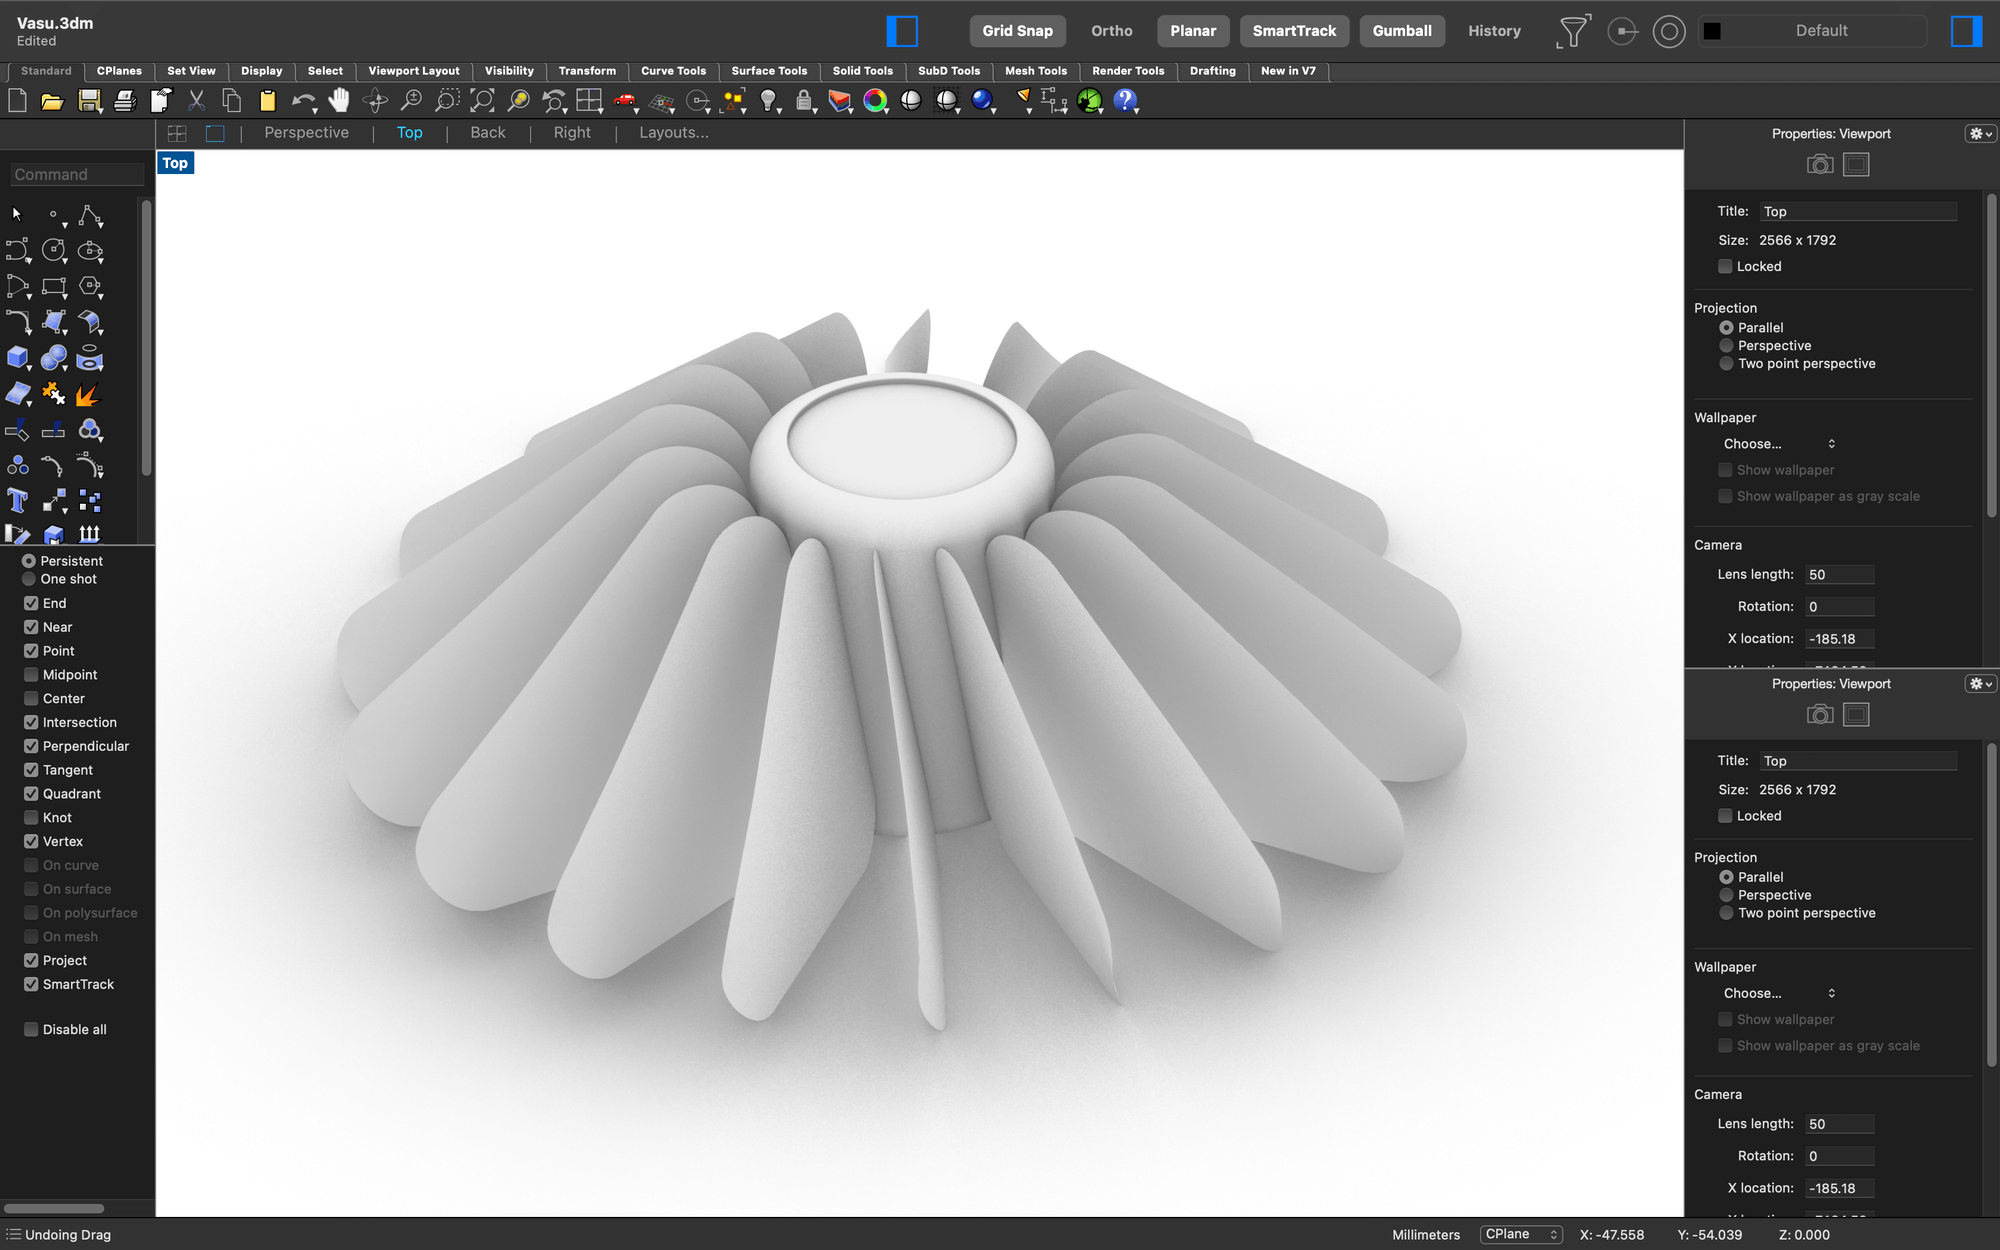 Vasu.3dm
Edited
Grid Snap Ortho Planar SmartTrack Gumball History Default
Standard CPlanes Set View Display Select Viewport Layout Visibility Transform Curve Tools Surface Tools Solid Tools SubD Tools Mesh Tools Render Tools Drafting New in V7
Perspective Top Back Right Layouts...
Top
Command
Persistent
One shot
End
Near
Point
Midpoint
Center
Intersection
Perpendicular
Tangent
Quadrant
Knot
Vertex
On curve
On surface
On polysurface
On mesh
Project
SmartTrack
Disable all
Properties: Viewport
Title: Top
Size: 2566 x 1792
Locked
Projection
Parallel
Perspective
Two point perspective
Wallpaper
Choose...
Show wallpaper
Show wallpaper as gray scale
Camera
Lens length: 50
Rotation: 0
X location: -185.18
Properties: Viewport
Title: Top
Size: 2566 x 1792
Locked
Projection
Parallel
Perspective
Two point perspective
Wallpaper
Choose...
Show wallpaper
Show wallpaper as gray scale
Camera
Lens length: 50
Rotation: 0
X location: -185.18
Undoing Drag
Millimeters CPlane X: -47.558 Y: -54.039 Z: 0.000